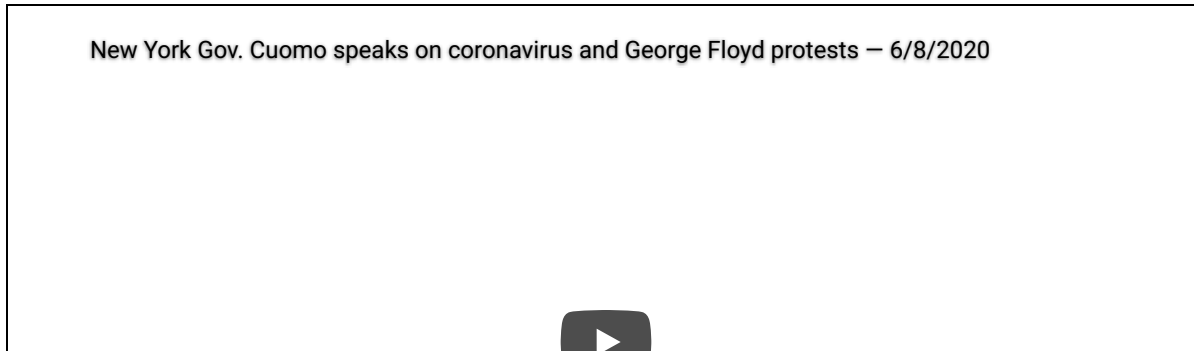 New York Gov. Cuomo speaks on coronavirus and George Floyd protests — 6/8/2020